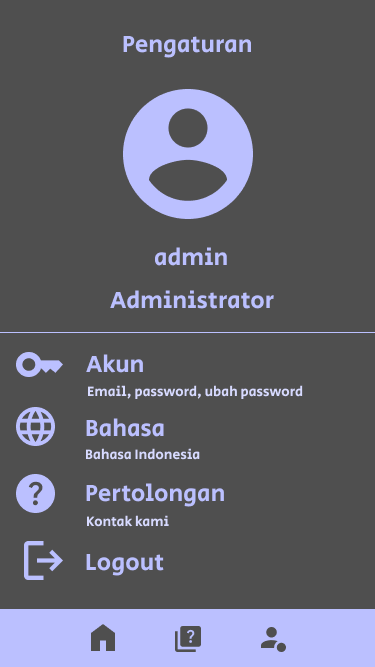 Pengaturan
admin
Administrator
Akun
Email, password, ubah password
Bahasa
Bahasa Indonesia
Pertolongan
Kontak kami
Logout